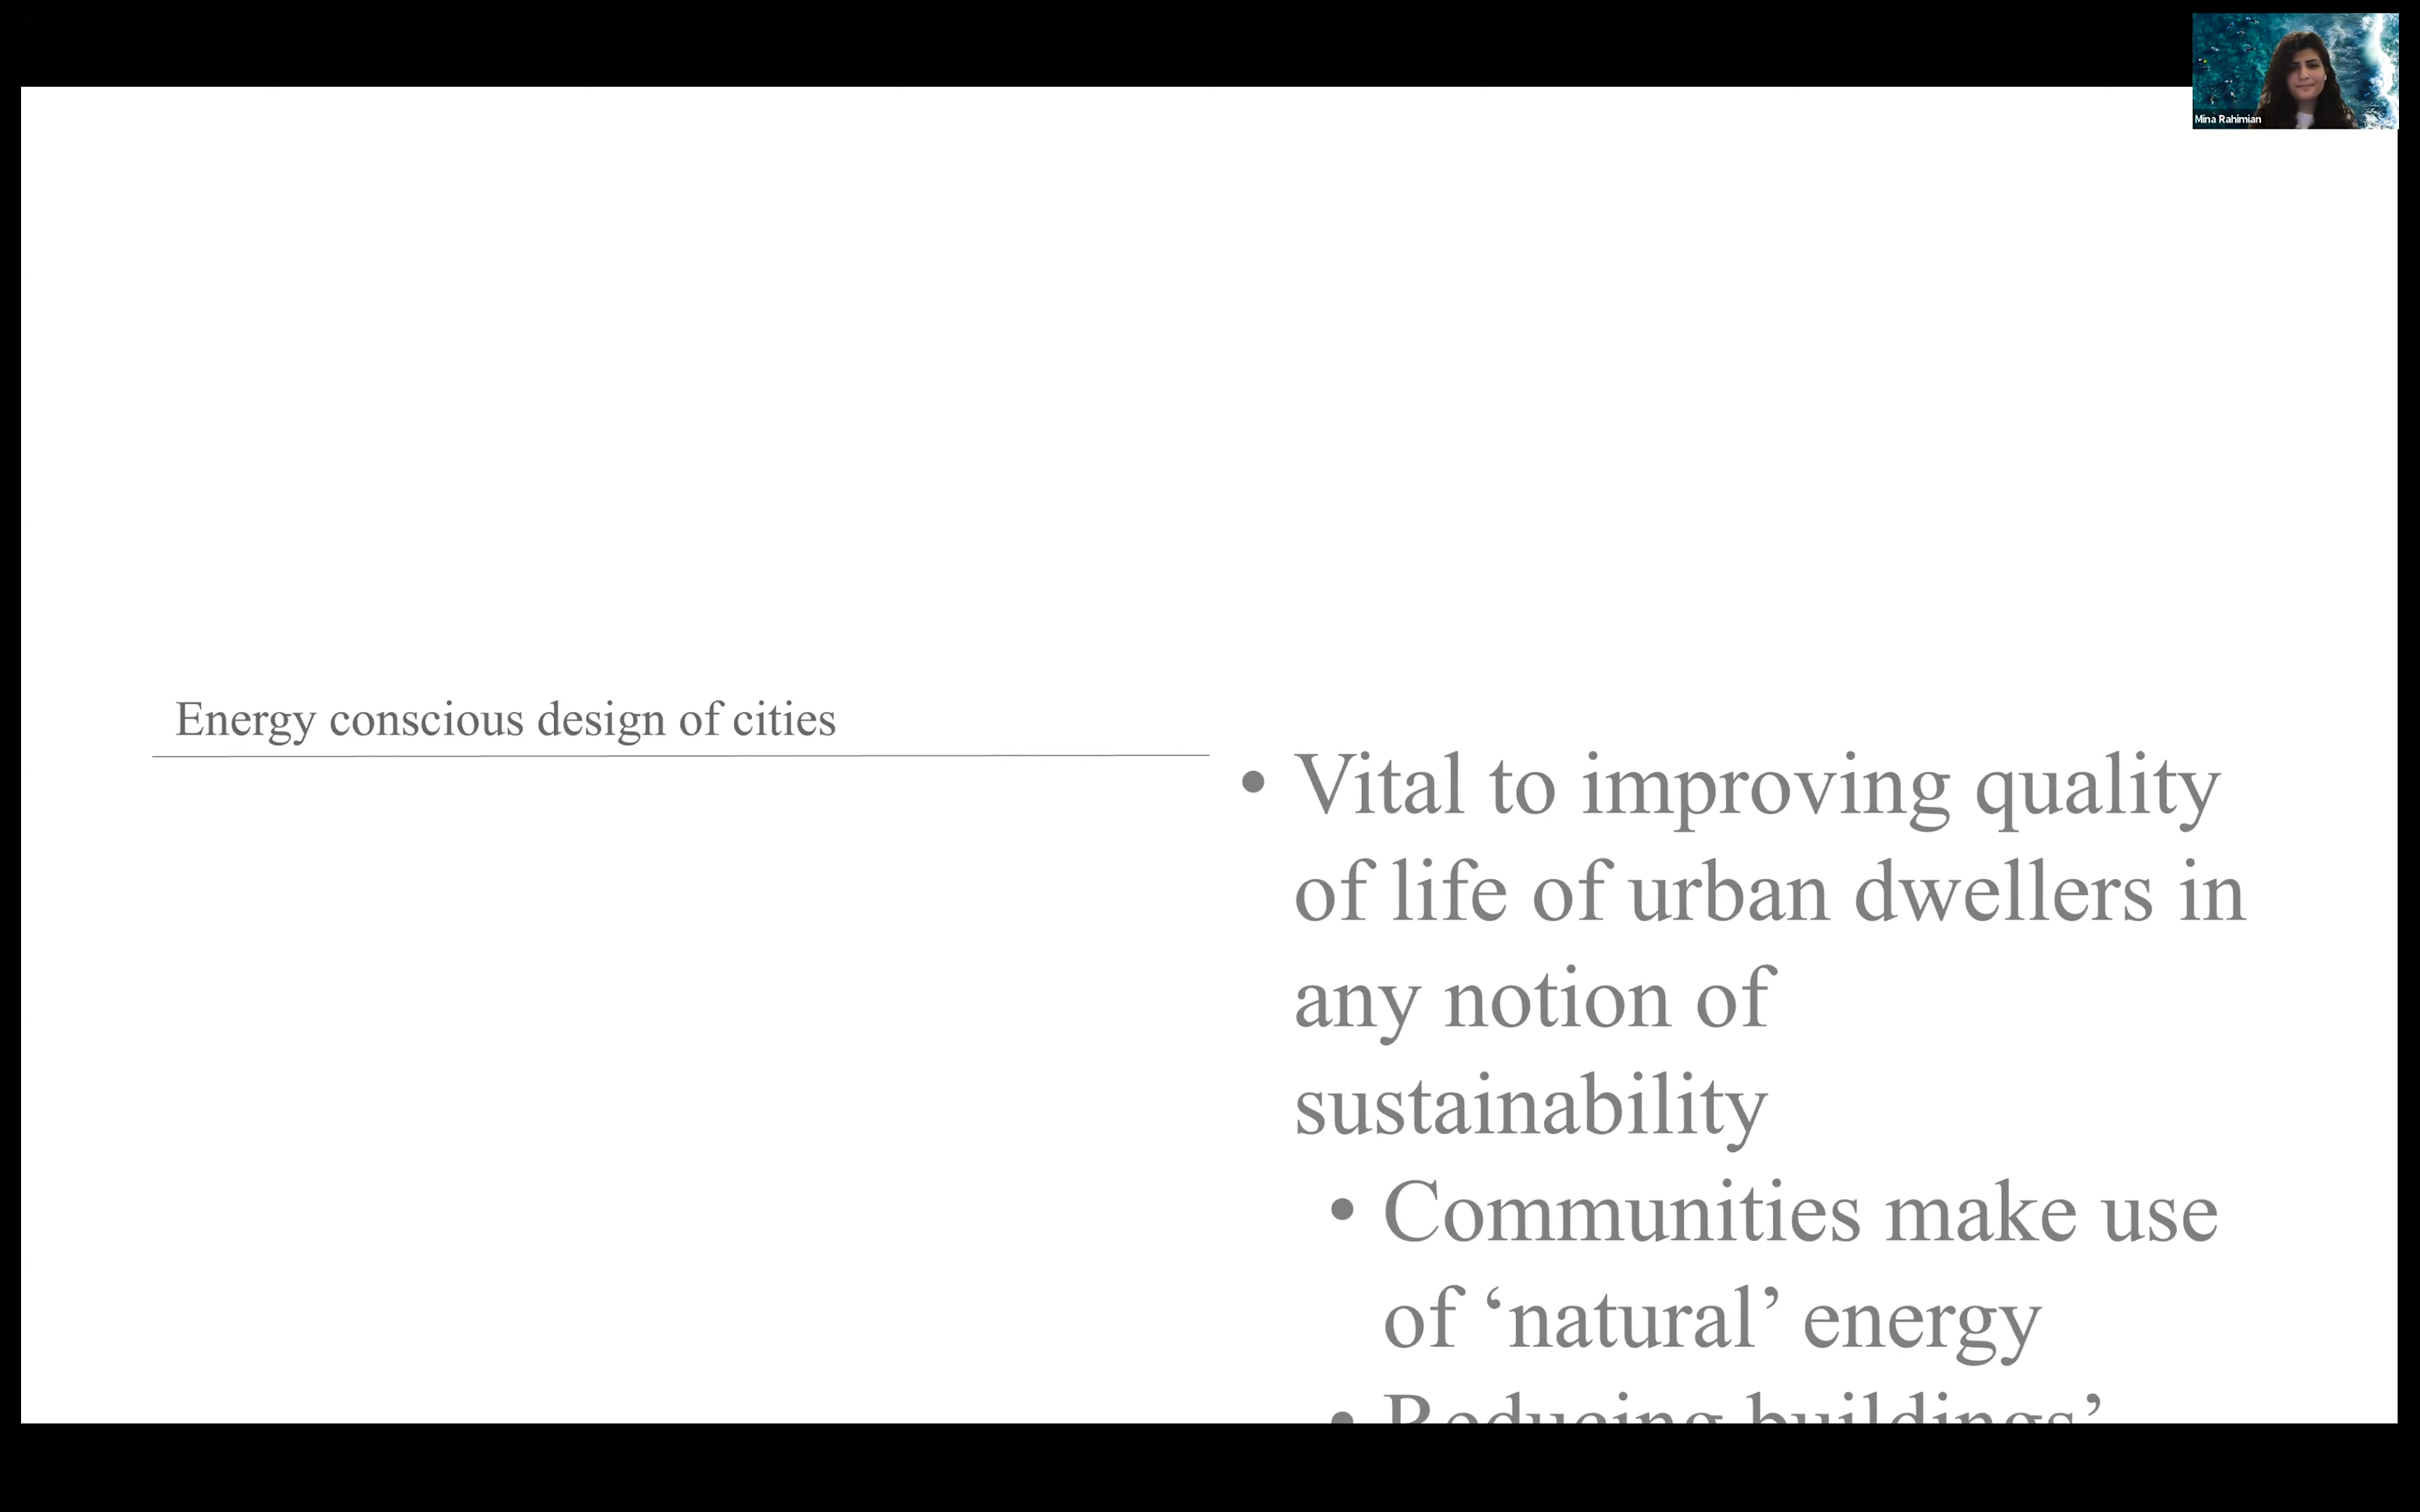 Mina Rahimian
Energy conscious design of cities
• Vital to improving quality
of life of urban dwellers in
any notion of
sustainability
• Communities make use
of ‘natural’ energy
• Reducing buildings’